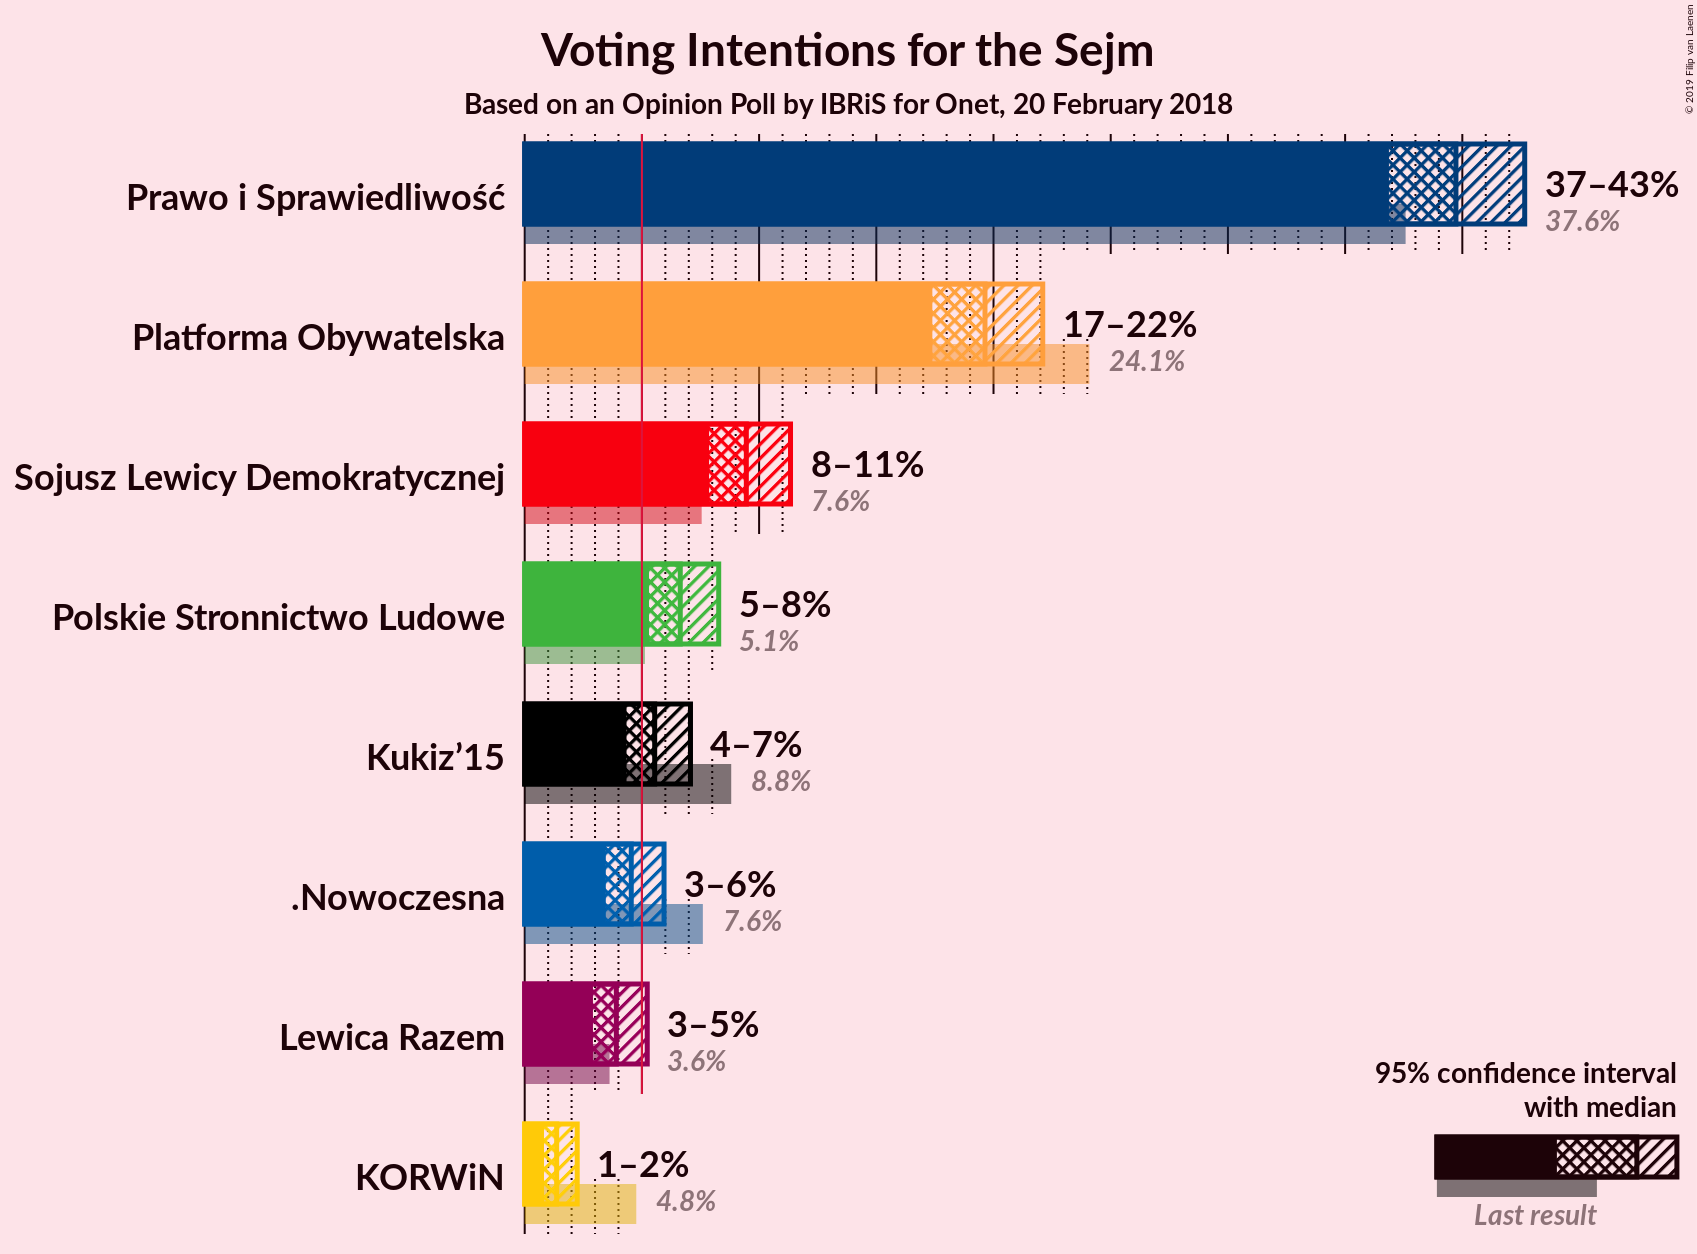 Voting Intentions for the Sejm
Based on an Opinion Poll by IBRiS for Onet, 20 February 2018
© 2019 Filip van Laenen
Prawo i Sprawiedliwość
37–43%
37.6%
Platforma Obywatelska
17–22%
24.1%
Sojusz Lewicy Demokratycznej
8–11%
7.6%
Polskie Stronnictwo Ludowe
5–8%
5.1%
Kukiz’15
4–7%
8.8%
.Nowoczesna
3–6%
7.6%
Lewica Razem
3–5%
3.6%
KORWiN
1–2%
4.8%
95% confidence interval
with median
Last result